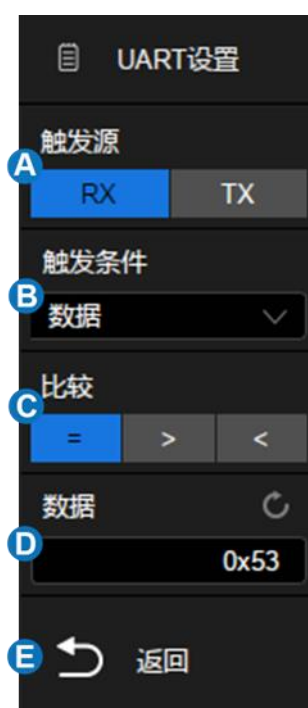 UART设置
触发源
A
RX TX
触发条件
B
数据
比较
C
= > <
数据
D
0x53
E 返回